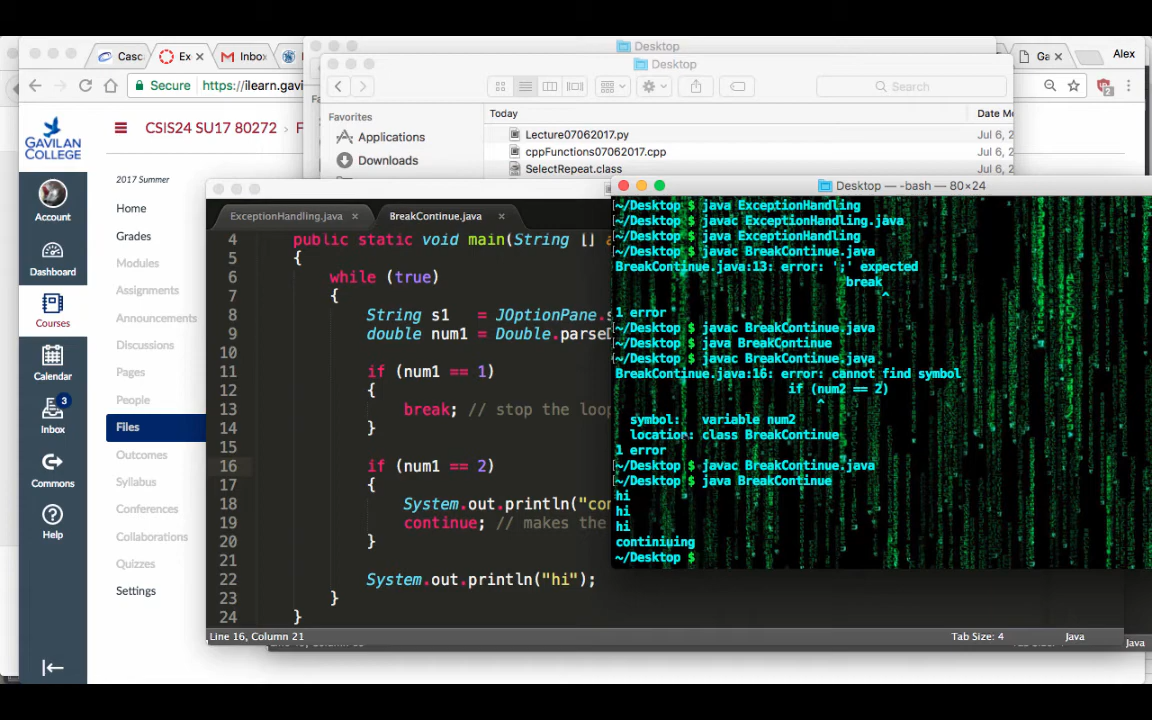 Desktop
Desktop
Casc
Ex
Inbox
Ga
Alex
Secure
https://ilearn.gavi
Search
GAVILAN
COLLEGE
CSIS24 SU17 80272
Favorites
Applications
Downloads
Today
Date Mo
Lecture07062017.py
Jul 6, 2
cppFunctions07062017.cpp
Jul 6, 2
SelectRepeat.class
Jul 6, 2
2017 Summer
Home
Grades
Modules
Assignments
Announcements
Discussions
Pages
People
Files
Outcomes
Syllabus
Conferences
Collaborations
Quizzes
Settings
Account
Dashboard
Courses
Calendar
3
Inbox
Commons
Help
ExceptionHandling.java
BreakContinue.java
4 public static void main(String [] a
5 {
6 while (true)
7 {
8 String s1 = JOptionPane.s
9 double num1 = Double.parseD
10
11 if (num1 == 1)
12 {
13 break; // stop the loop
14 }
15
16 if (num1 == 2)
17 {
18 System.out.println("con
19 continue; // makes the
20 }
21
22 System.out.println("hi");
23 }
24 }
Line 16, Column 21
Tab Size: 4
Java
Java
Desktop — -bash — 80×24
~/Desktop $ java ExceptionHandling
~/Desktop $ javac ExceptionHandling.java
~/Desktop $ java ExceptionHandling
~/Desktop $ javac BreakContinue.java
BreakContinue.java:13: error: ';' expected
break
^
1 error
~/Desktop $ javac BreakContinue.java
~/Desktop $ java BreakContinue
~/Desktop $ javac BreakContinue.java
BreakContinue.java:16: error: cannot find symbol
if (num2 == 2)
^
symbol: variable num2
location: class BreakContinue
1 error
~/Desktop $ javac BreakContinue.java
~/Desktop $ java BreakContinue
hi
hi
hi
continiuing
~/Desktop $